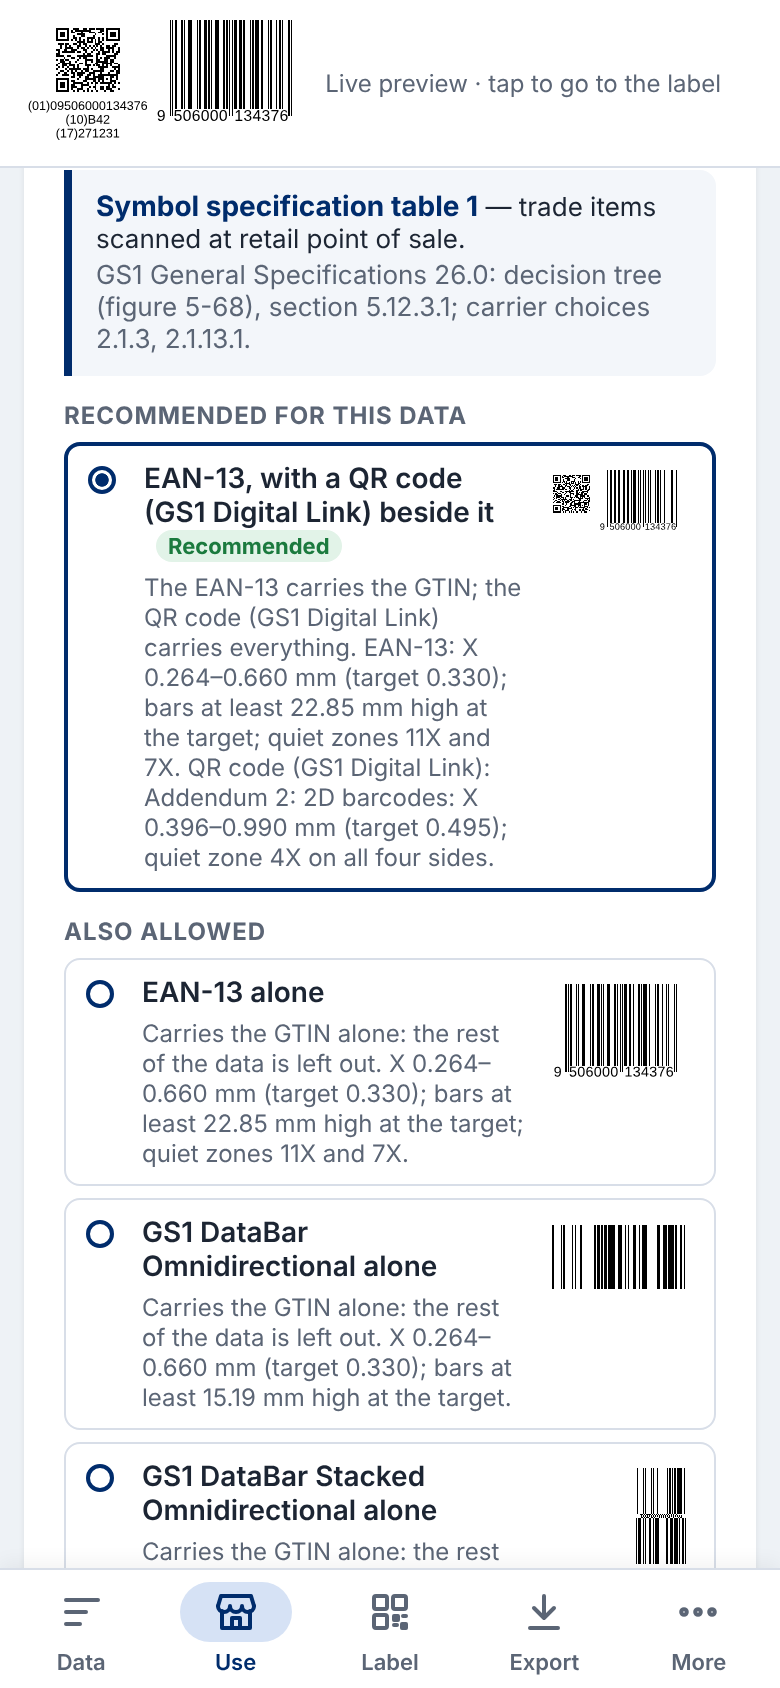 (01)09506000134376
(10)B42
(17)271231
9 506000 134376
Live preview · tap to go to the label
Symbol specification table 1 — trade items
scanned at retail point of sale.
GS1 General Specifications 26.0: decision tree
(figure 5-68), section 5.12.3.1; carrier choices
2.1.3, 2.1.13.1.
RECOMMENDED FOR THIS DATA
EAN-13, with a QR code
(GS1 Digital Link) beside it
Recommended
9 506000 134376
The EAN-13 carries the GTIN; the
QR code (GS1 Digital Link)
carries everything. EAN-13: X
0.264–0.660 mm (target 0.330);
bars at least 22.85 mm high at
the target; quiet zones 11X and
7X. QR code (GS1 Digital Link):
Addendum 2: 2D barcodes: X
0.396–0.990 mm (target 0.495);
quiet zone 4X on all four sides.
ALSO ALLOWED
EAN-13 alone
Carries the GTIN alone: the rest
of the data is left out. X 0.264–
0.660 mm (target 0.330); bars at
least 22.85 mm high at the target;
quiet zones 11X and 7X.
9 506000 134376
GS1 DataBar
Omnidirectional alone
Carries the GTIN alone: the rest
of the data is left out. X 0.264–
0.660 mm (target 0.330); bars at
least 15.19 mm high at the target.
GS1 DataBar Stacked
Omnidirectional alone
Carries the GTIN alone: the rest
Data
Use
Label
Export
More